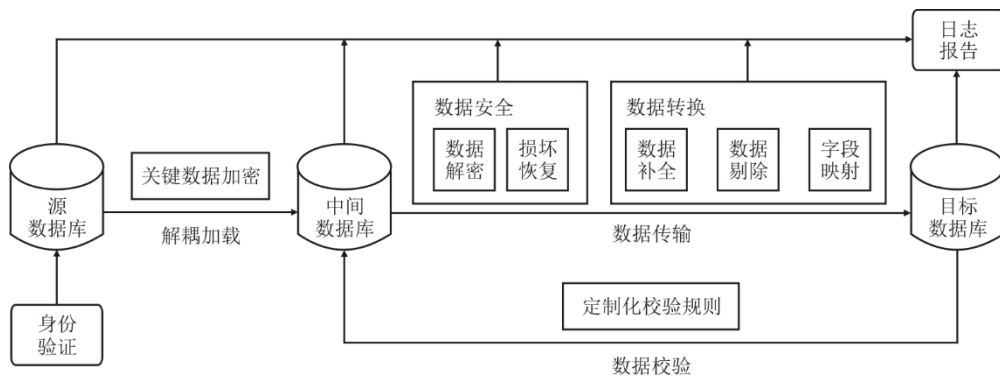 日志
报告
数据安全
数据
解密
损坏
恢复
数据转换
数据
补全
数据
剔除
字段
映射
源
数据库
关键数据加密
解耦加载
中间
数据库
数据传输
目标
数据库
身份
验证
定制化校验规则
数据校验